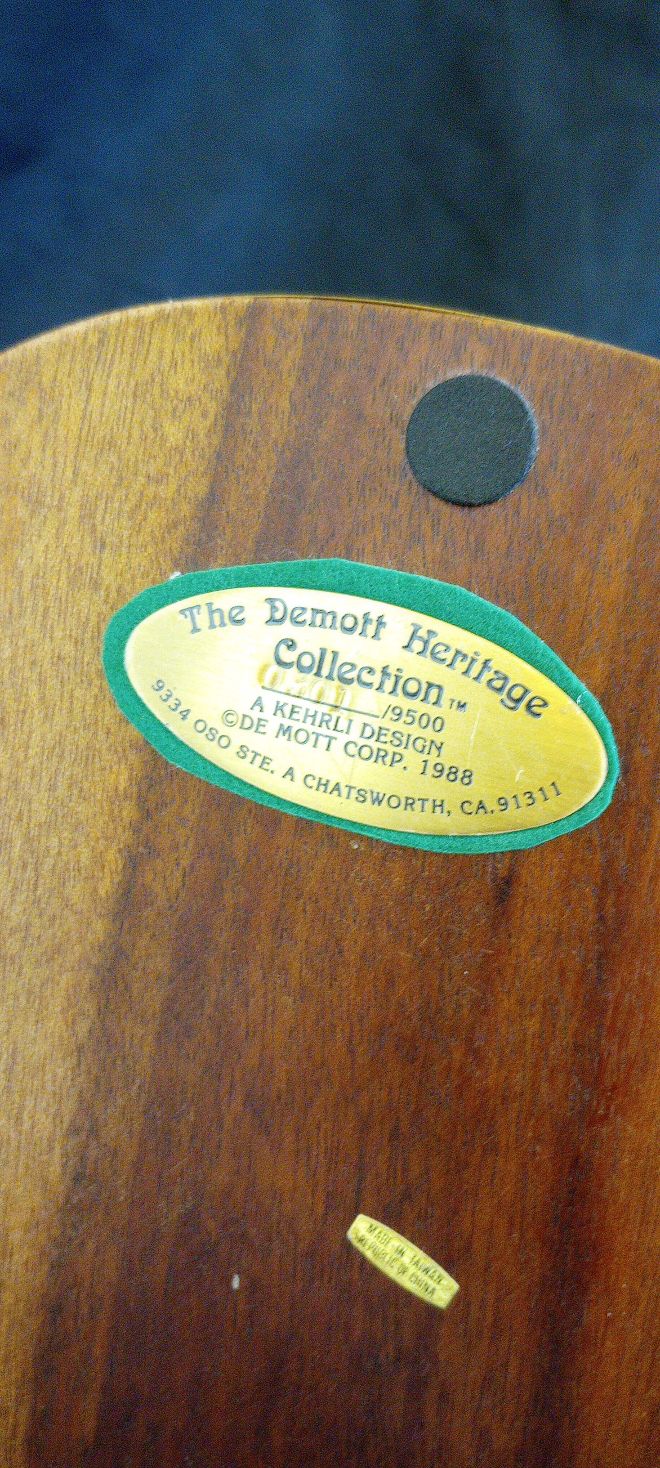 The Demott Heritage
Collection™
/9500
A KEHRLI DESIGN
©DE MOTT CORP. 1988
9334 OSO STE. A CHATSWORTH, CA. 91311
MADE IN TAIWAN
REPUBLIC OF CHINA